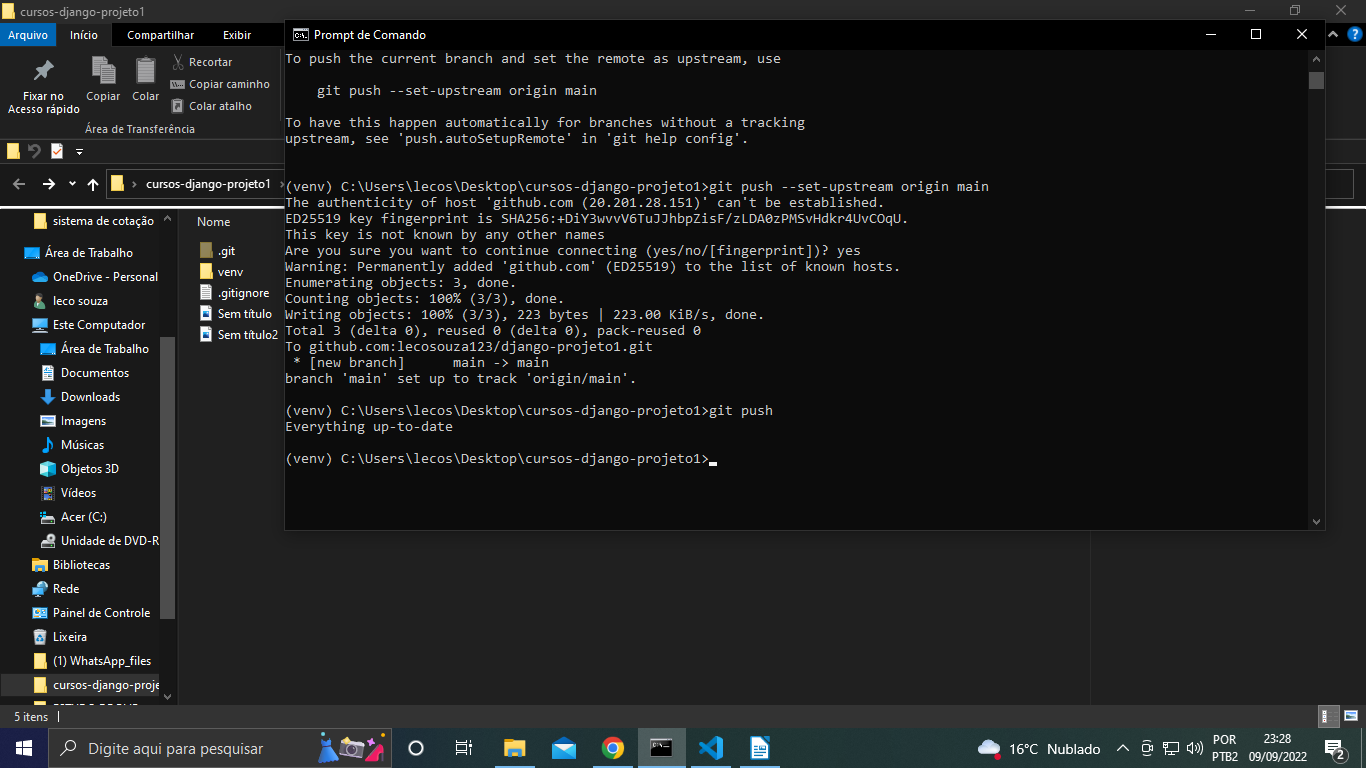 cursos-django-projeto1
Arquivo
Início
Compartilhar
Exibir
Fixar no
Acesso rápido
Copiar
Colar
Recortar
Copiar caminho
Colar atalho
Área de Transferência
cursos-django-projeto1
sistema de cotação
Área de Trabalho
OneDrive - Personal
leco souza
Este Computador
Área de Trabalho
Documentos
Downloads
Imagens
Músicas
Objetos 3D
Vídeos
Acer (C:)
Unidade de DVD-R
Bibliotecas
Rede
Painel de Controle
Lixeira
(1) WhatsApp_files
cursos-django-proje
Nome
.git
venv
.gitignore
Sem título
Sem título2
5 itens
Prompt de Comando
To push the current branch and set the remote as upstream, use
git push --set-upstream origin main
To have this happen automatically for branches without a tracking
upstream, see 'push.autoSetupRemote' in 'git help config'.
(venv) C:\Users\lecos\Desktop\cursos-django-projeto1>git push --set-upstream origin main
The authenticity of host 'github.com (20.201.28.151)' can't be established.
ED25519 key fingerprint is SHA256:+DiY3wvvV6TuJJhbpZisF/zLDA0zPMSvHdkr4UvCOqU.
This key is not known by any other names
Are you sure you want to continue connecting (yes/no/[fingerprint])? yes
Warning: Permanently added 'github.com' (ED25519) to the list of known hosts.
Enumerating objects: 3, done.
Counting objects: 100% (3/3), done.
Writing objects: 100% (3/3), 223 bytes | 223.00 KiB/s, done.
Total 3 (delta 0), reused 0 (delta 0), pack-reused 0
To github.com:lecosouza123/django-projeto1.git
* [new branch] main -> main
branch 'main' set up to track 'origin/main'.
(venv) C:\Users\lecos\Desktop\cursos-django-projeto1>git push
Everything up-to-date
(venv) C:\Users\lecos\Desktop\cursos-django-projeto1>
Digite aqui para pesquisar
16°C Nublado
POR
PTB2
23:28
09/09/2022
2